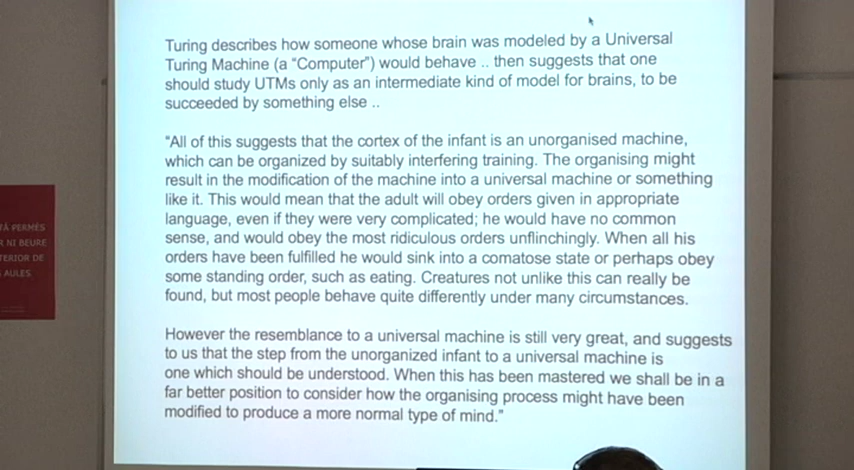 Turing describes how someone whose brain was modeled by a Universal
Turing Machine (a “Computer”) would behave .. then suggests that one
should study UTMs only as an intermediate kind of model for brains, to be
succeeded by something else ..
“All of this suggests that the cortex of the infant is an unorganised machine,
which can be organized by suitably interfering training. The organising might
result in the modification of the machine into a universal machine or something
like it. This would mean that the adult will obey orders given in appropriate
language, even if they were very complicated; he would have no common
sense, and would obey the most ridiculous orders unflinchingly. When all his
orders have been fulfilled he would sink into a comatose state or perhaps obey
some standing order, such as eating. Creatures not unlike this can really be
found, but most people behave quite differently under many circumstances.
However the resemblance to a universal machine is still very great, and suggests
to us that the step from the unorganized infant to a universal machine is
one which should be understood. When this has been mastered we shall be in a
far better position to consider how the organising process might have been
modified to produce a more normal type of mind.”
TÀ PERMÈS
R NI BEURE
TERIOR DE
AULES